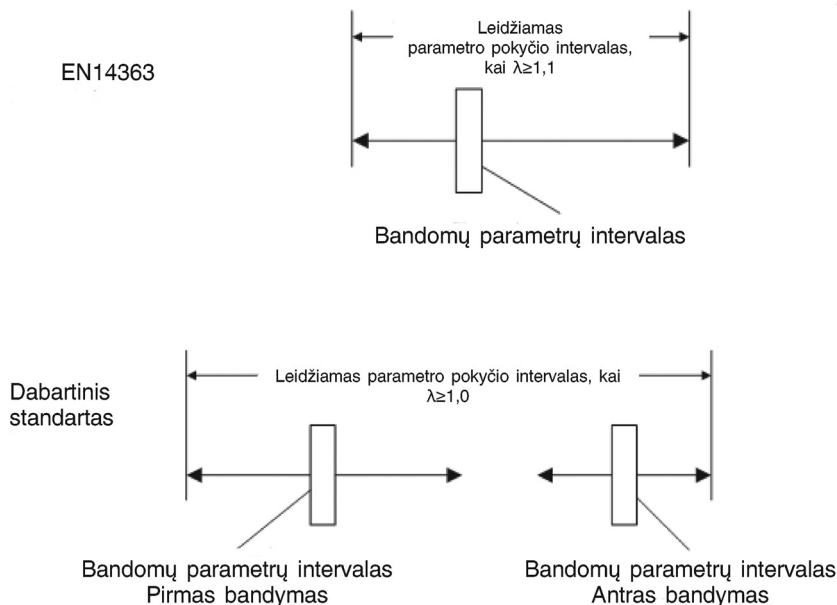 EN14363
Leidžiamas
parametro pokyčio intervalas,
kai λ≥1,1
Bandomų parametrų intervalas
Dabartinis
standartas
Leidžiamas parametro pokyčio intervalas, kai
λ≥1,0
Bandomų parametrų intervalas
Pirmas bandymas
Bandomų parametrų intervalas
Antras bandymas